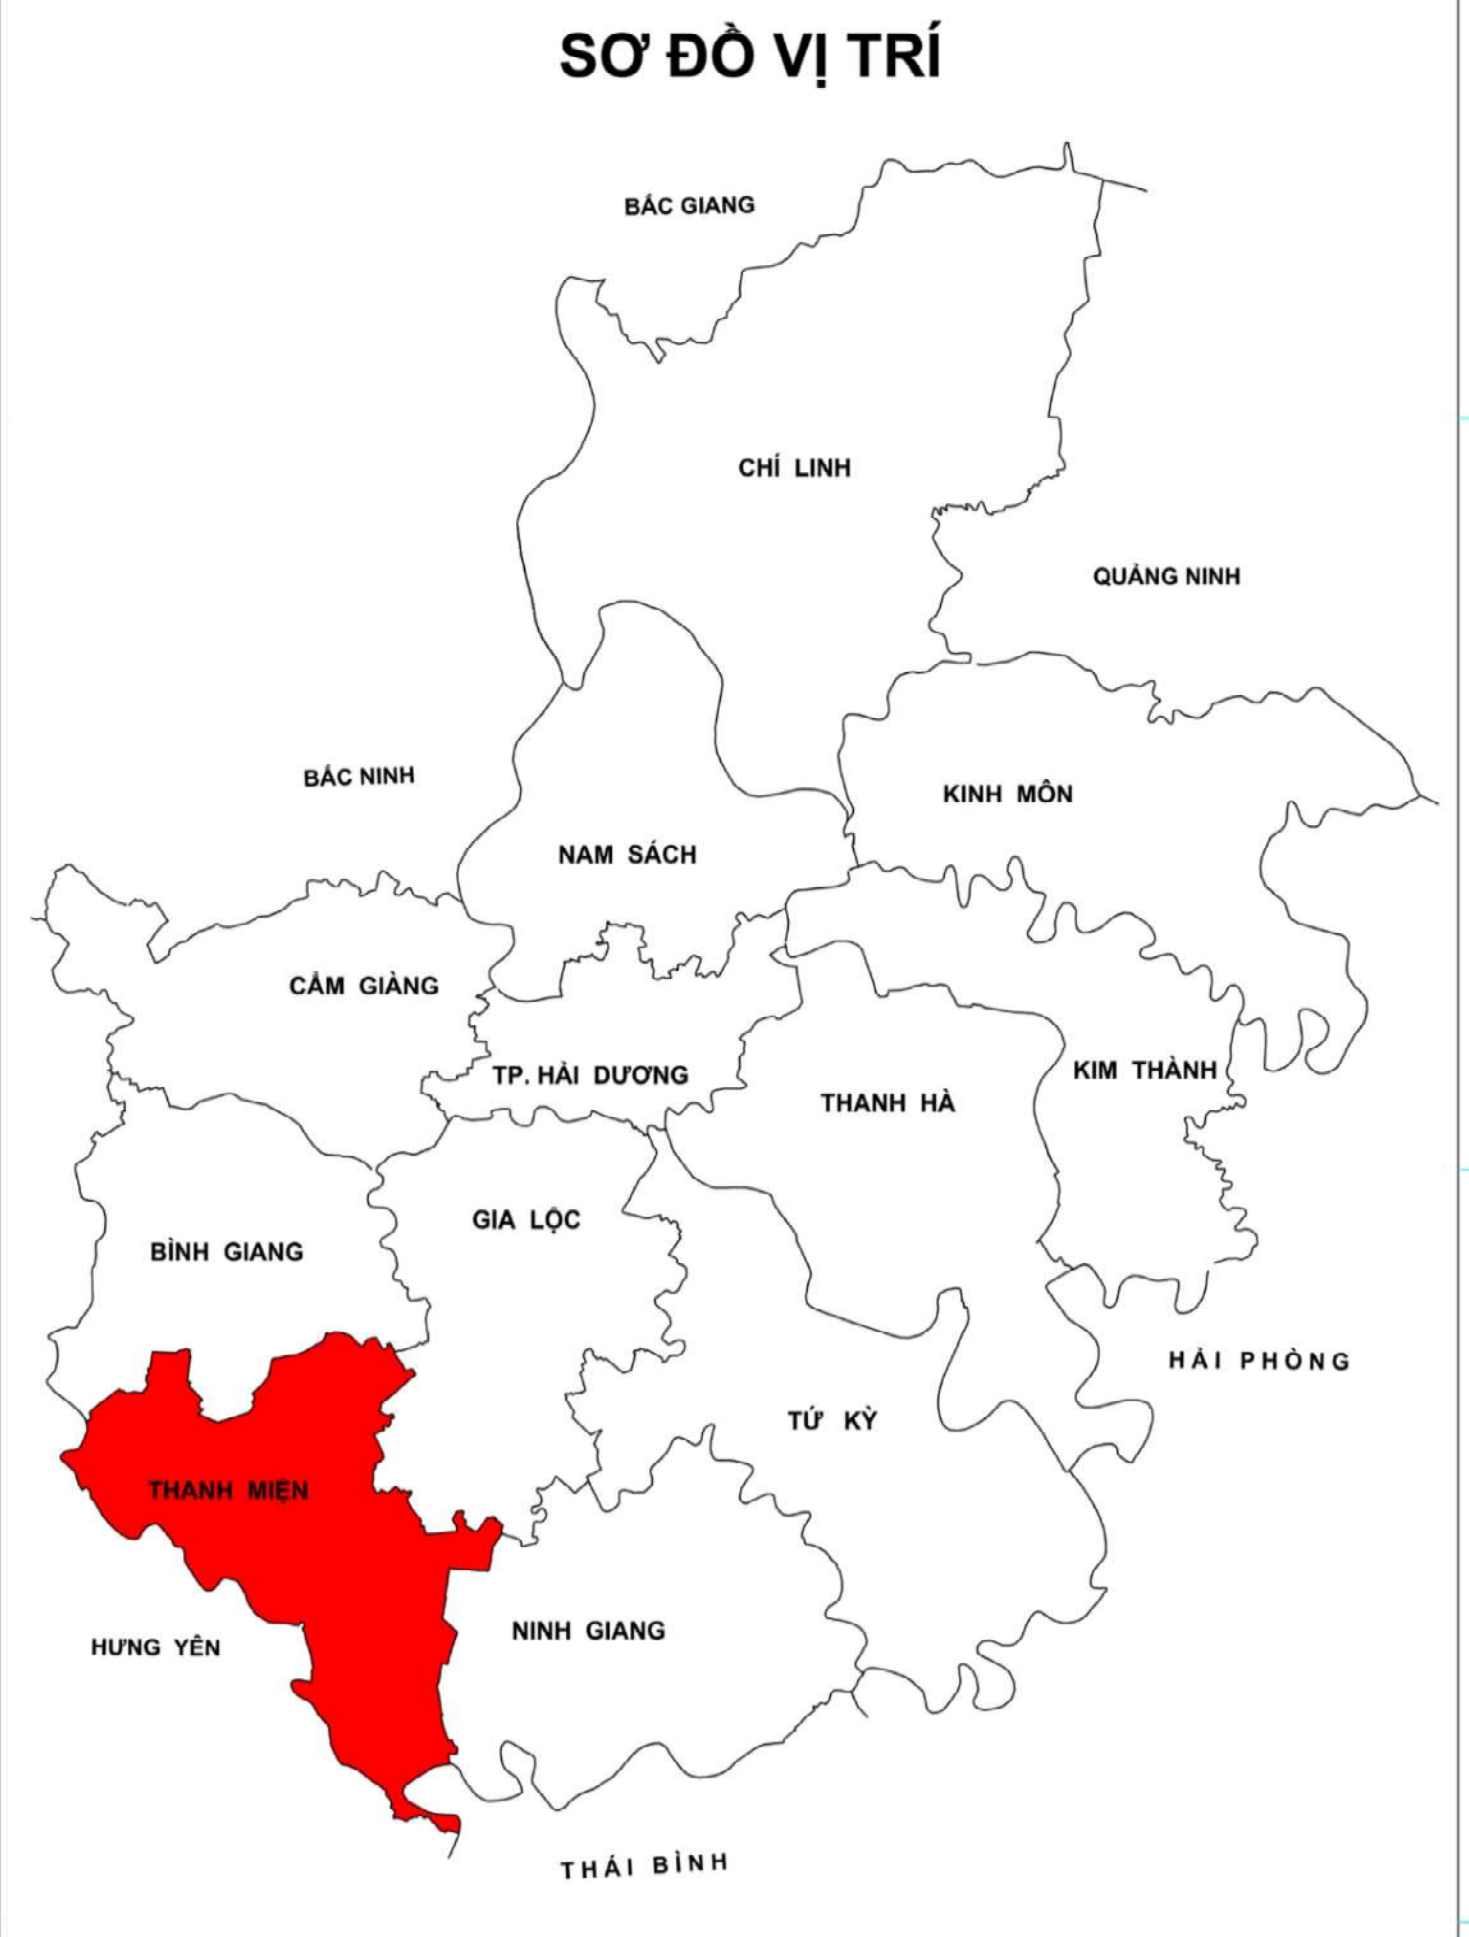 SƠ ĐỒ VỊ TRÍ
BẮC GIANG
CHÍ LINH
QUẢNG NINH
BẮC NINH
KINH MÔN
NAM SÁCH
CẨM GIÀNG
TP. HẢI DƯƠNG
KIM THÀNH
THANH HÀ
GIA LỘC
BÌNH GIANG
HẢI PHÒNG
TỨ KỲ
THANH MIỆN
NINH GIANG
HƯNG YÊN
THÁI BÌNH